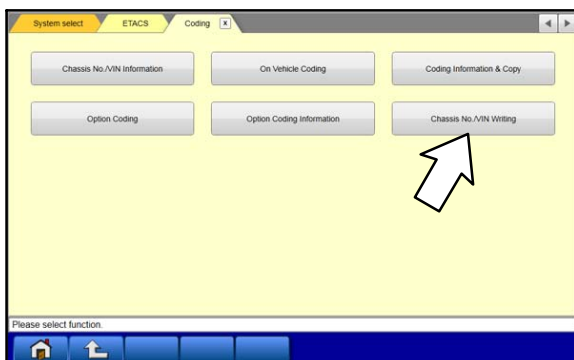 System select
ETACS
Coding
x
Chassis No./VIN Information
On Vehicle Coding
Coding Information & Copy
Option Coding
Option Coding Information
Chassis No./VIN Writing
Please select function.